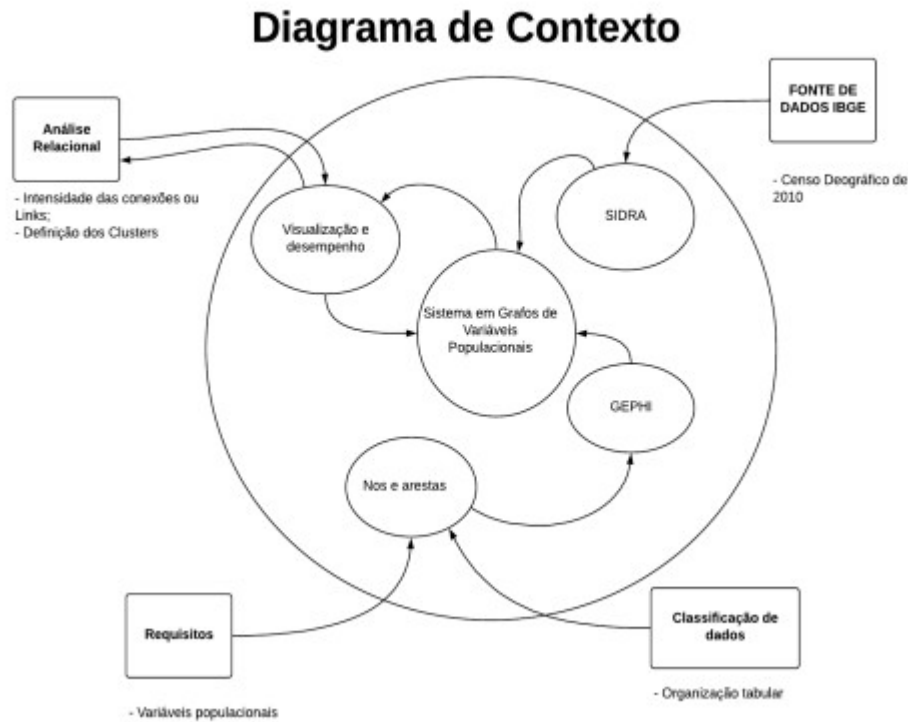 Diagrama de Contexto
Análise
Relacional
- Intensidade das conexões ou
Links;
- Definição dos Clusters
FONTE DE
DADOS IBGE
- Censo Deográfico de
2010
Visualização e
desempenho
SIDRA
Sistema em Grafos de
Variáveis
Populacionais
GEPHI
Nos e arestas
Requisitos
- Variáveis populacionais
Classificação de
dados
- Organização tabular